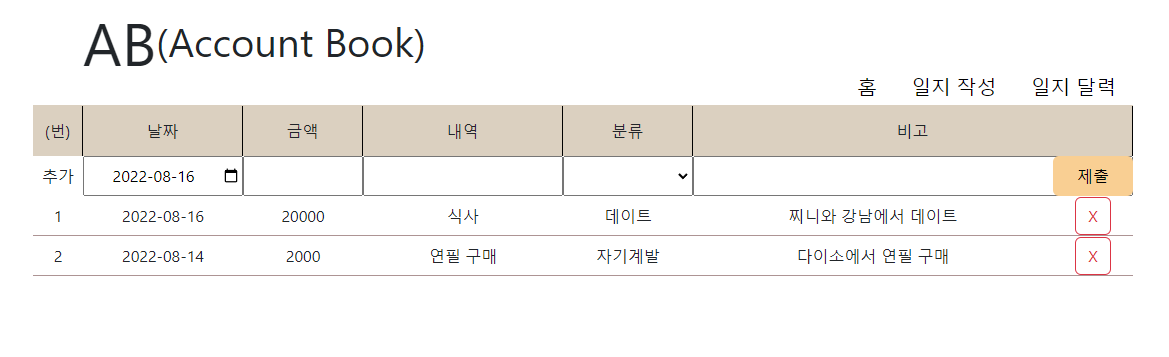 AB(Account Book)
홈 일지 작성 일지 달력
(번) 날짜 금액 내역 분류 비고
추가 2022-08-16 제출
1 2022-08-16 20000 식사 데이트 찌니와 강남에서 데이트 X
2 2022-08-14 2000 연필 구매 자기계발 다이소에서 연필 구매 X